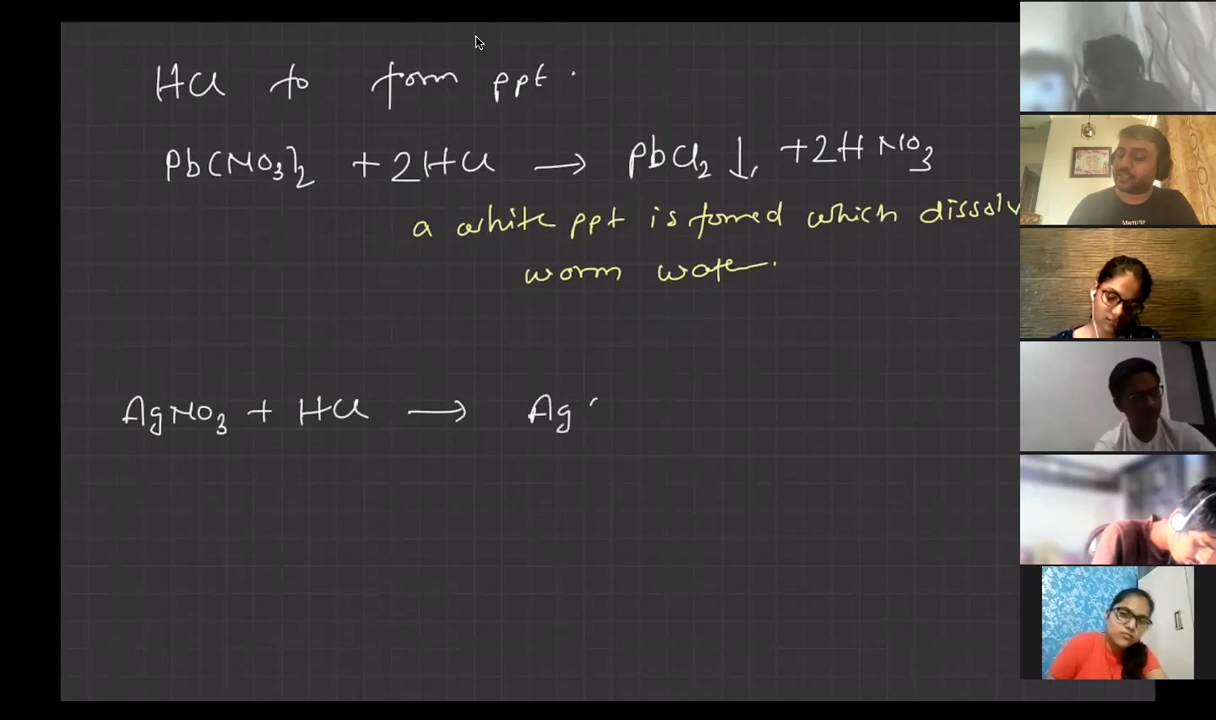 HCl to form ppt.
Pb(NO3)2 + 2HCl → PbCl2 ↓, + 2HNO3
a white ppt is fomed which dissolv
worm water.
AgNO3 + HCl → Ag